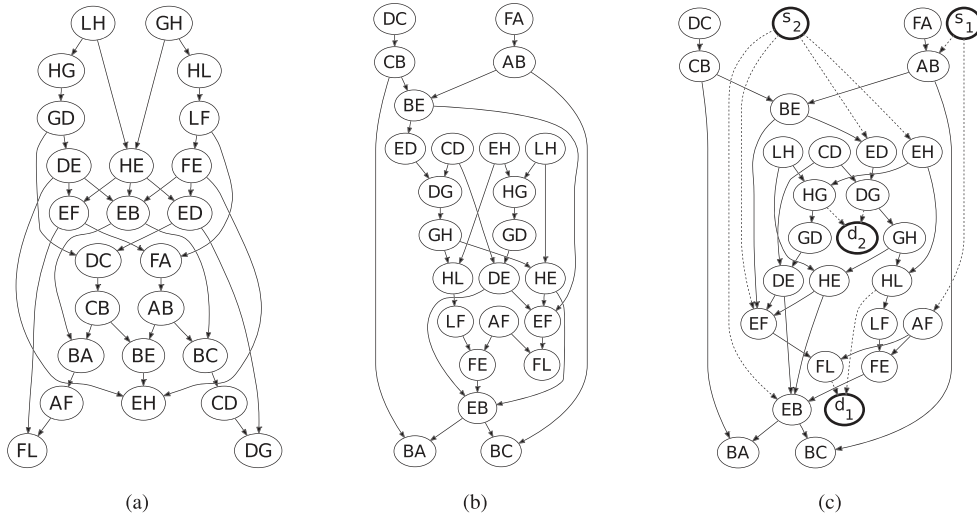 LH GH
HG HL
GD LF
DE HE FE
EF EB ED
DC FA
CB AB
BA BE BC
AF EH CD
FL DG
(a)
DC FA
CB AB
BE
ED CD EH LH
DG HG
GH GD
HL DE HE
LF AF EF
FE FL
EB
BA BC
(b)
DC s2 FA s1
CB AB
BE
LH CD ED EH
HG DG
GD d2 GH
DE HE HL
EF LF AF
FL FE
EB d1
BA BC
(c)